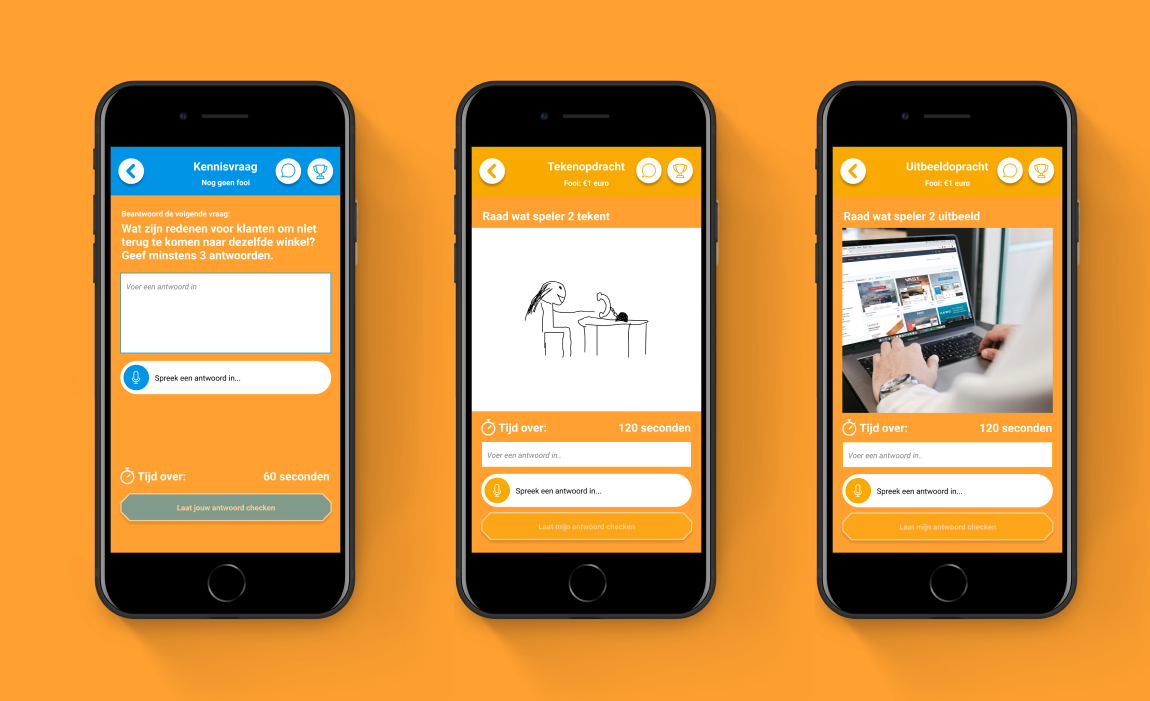 Kennisvraag
Nog geen fooi
Beantwoord de volgende vraag:
Wat zijn redenen voor klanten om niet
terug te komen naar dezelfde winkel?
Geef minstens 3 antwoorden.
Voer een antwoord in
Spreek een antwoord in...
Tijd over: 60 seconden
Laat jouw antwoord checken
Tekenopdracht
Fooi: €1 euro
Raad wat speler 2 tekent
Tijd over: 120 seconden
Voer een antwoord in..
Spreek een antwoord in...
Laat mijn antwoord checken
Uitbeeldopracht
Fooi: €1 euro
Raad wat speler 2 uitbeeld
Tijd over: 120 seconden
Voer een antwoord in..
Spreek een antwoord in...
Laat mijn antwoord checken